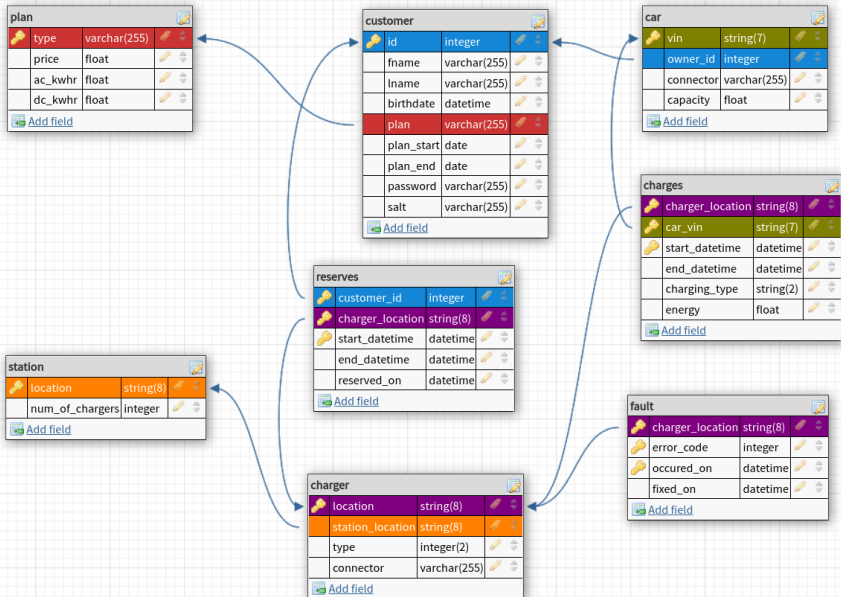 plan
type varchar(255)
price float
ac_kwhr float
dc_kwhr float
Add field
customer
id integer
fname varchar(255)
lname varchar(255)
birthdate datetime
plan varchar(255)
plan_start date
plan_end date
password varchar(255)
salt varchar(255)
Add field
car
vin string(7)
owner_id integer
connector varchar(255)
capacity float
Add field
charges
charger_location string(8)
car_vin string(7)
start_datetime datetime
end_datetime datetime
charging_type string(2)
energy float
Add field
reserves
customer_id integer
charger_location string(8)
start_datetime datetime
end_datetime datetime
reserved_on datetime
Add field
station
location string(8)
num_of_chargers integer
Add field
fault
charger_location string(8)
error_code integer
occured_on datetime
fixed_on datetime
Add field
charger
location string(8)
station_location string(8)
type integer(2)
connector varchar(255)
Add field